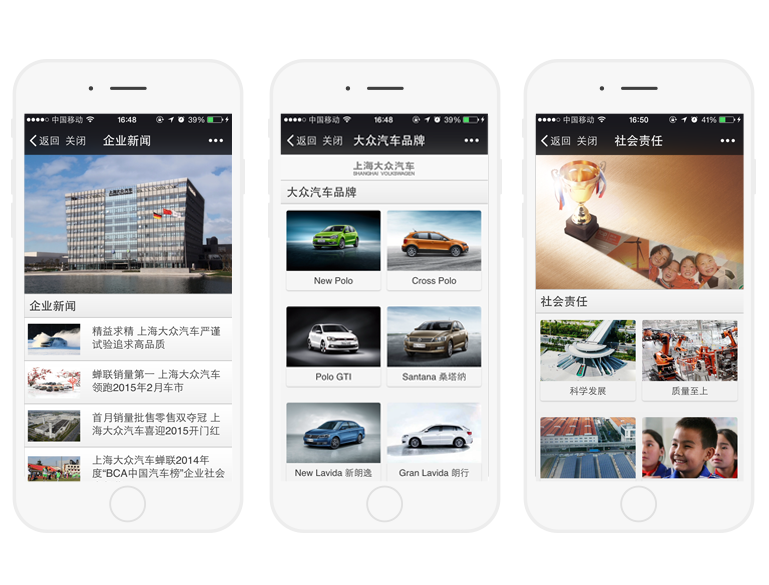 中国移动 16:48 39%
返回 关闭 企业新闻
上海大众汽车
企业新闻
精益求精 上海大众汽车严谨
试验追求高品质
蝉联销量第一 上海大众汽车
领跑2015年2月车市
首月销量批售零售双夺冠 上
海大众汽车喜迎2015开门红
上海大众汽车蝉联2014年
度“BCA中国汽车榜”企业社会
中国移动 16:48 39%
返回 关闭 大众汽车品牌
上海大众汽车
SHANGHAI VOLKSWAGEN
大众汽车品牌
New Polo
Cross Polo
Polo GTI
Santana 桑塔纳
New Lavida 新朗逸
Gran Lavida 朗行
中国移动 16:50 41%
返回 关闭 社会责任
社会责任
科学发展
质量至上